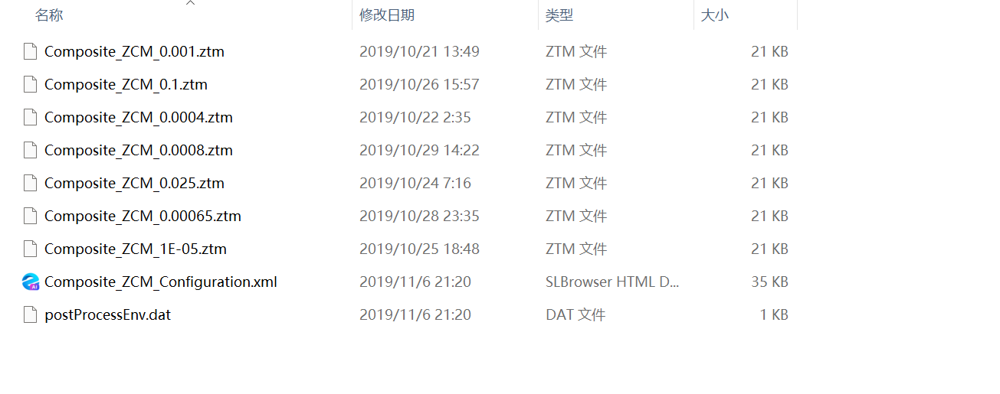 名称 修改日期 类型 大小
Composite_ZCM_0.001.ztm 2019/10/21 13:49 ZTM 文件 21 KB
Composite_ZCM_0.1.ztm 2019/10/26 15:57 ZTM 文件 21 KB
Composite_ZCM_0.0004.ztm 2019/10/22 2:35 ZTM 文件 21 KB
Composite_ZCM_0.0008.ztm 2019/10/29 14:22 ZTM 文件 21 KB
Composite_ZCM_0.025.ztm 2019/10/24 7:16 ZTM 文件 21 KB
Composite_ZCM_0.00065.ztm 2019/10/28 23:35 ZTM 文件 21 KB
Composite_ZCM_1E-05.ztm 2019/10/25 18:48 ZTM 文件 21 KB
Composite_ZCM_Configuration.xml 2019/11/6 21:20 SLBrowser HTML D... 35 KB
postProcessEnv.dat 2019/11/6 21:20 DAT 文件 1 KB